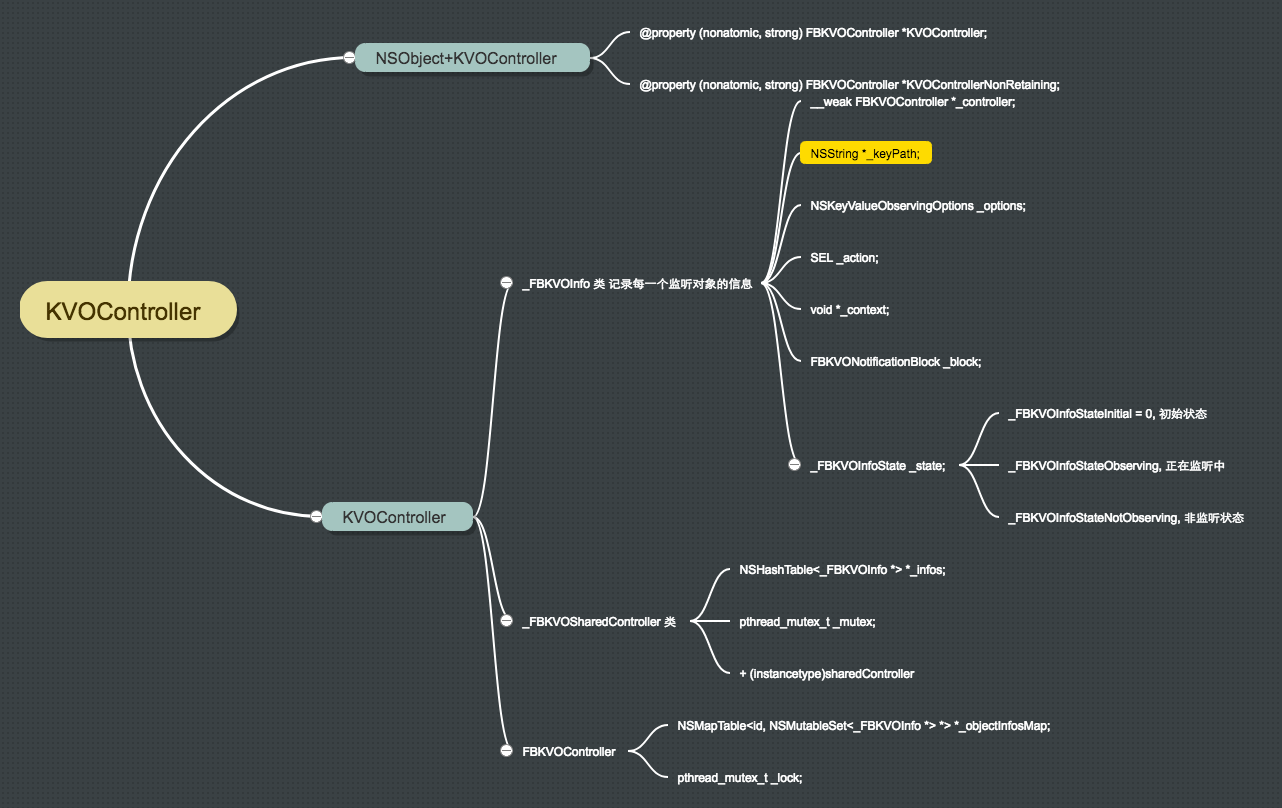 KVOController
NSObject+KVOController
@property (nonatomic, strong) FBKVOController *KVOController;
@property (nonatomic, strong) FBKVOController *KVOControllerNonRetaining;
KVOController
_FBKVOInfo 类 记录每一个监听对象的信息
__weak FBKVOController *_controller;
NSString *_keyPath;
NSKeyValueObservingOptions _options;
SEL _action;
void *_context;
FBKVONotificationBlock _block;
_FBKVOInfoState _state;
_FBKVOInfoStateInitial = 0, 初始状态
_FBKVOInfoStateObserving, 正在监听中
_FBKVOInfoStateNotObserving, 非监听状态
_FBKVOSharedController 类
NSHashTable<_FBKVOInfo *> *_infos;
pthread_mutex_t _mutex;
+ (instancetype)sharedController
FBKVOController
NSMapTable<id, NSMutableSet<_FBKVOInfo *> *> *_objectInfosMap;
pthread_mutex_t _lock;